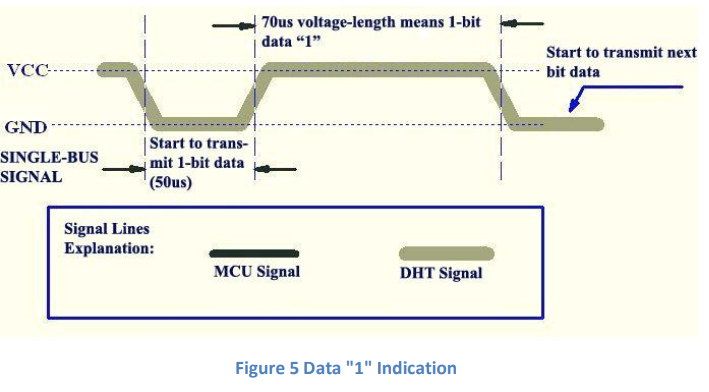 70us voltage-length means 1-bit
data “1”
Start to transmit next
bit data
VCC
GND
Start to trans-
mit 1-bit data
(50us)
SINGLE-BUS
SIGNAL
Signal Lines
Explanation:
MCU Signal
DHT Signal
Figure 5 Data "1" Indication